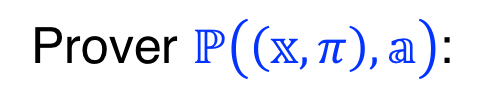 Prover ℙ((𝕩, π), 𝕒):